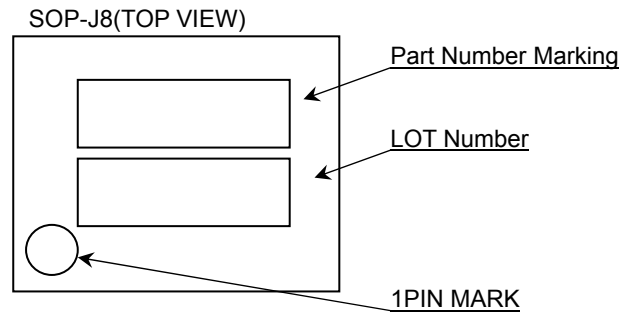 SOP-J8(TOP VIEW)
Part Number Marking
LOT Number
1PIN MARK